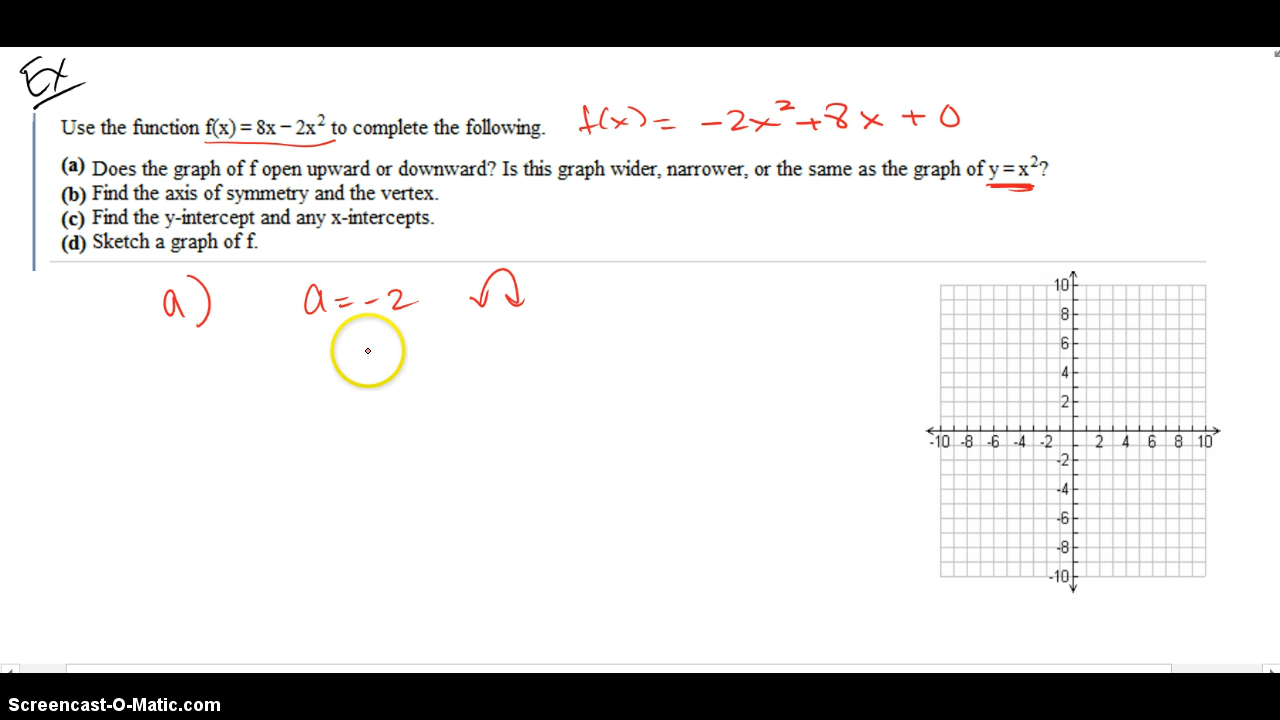 Ex
Use the function f(x) = 8x − 2x² to complete the following. f(x) = −2x² + 8x + 0
(a) Does the graph of f open upward or downward? Is this graph wider, narrower, or the same as the graph of y = x²?
(b) Find the axis of symmetry and the vertex.
(c) Find the y-intercept and any x-intercepts.
(d) Sketch a graph of f.
a) a = −2
10
8
6
4
2
-10 -8 -6 -4 -2 2 4 6 8 10
-2
-4
-6
-8
-10
Screencast-O-Matic.com